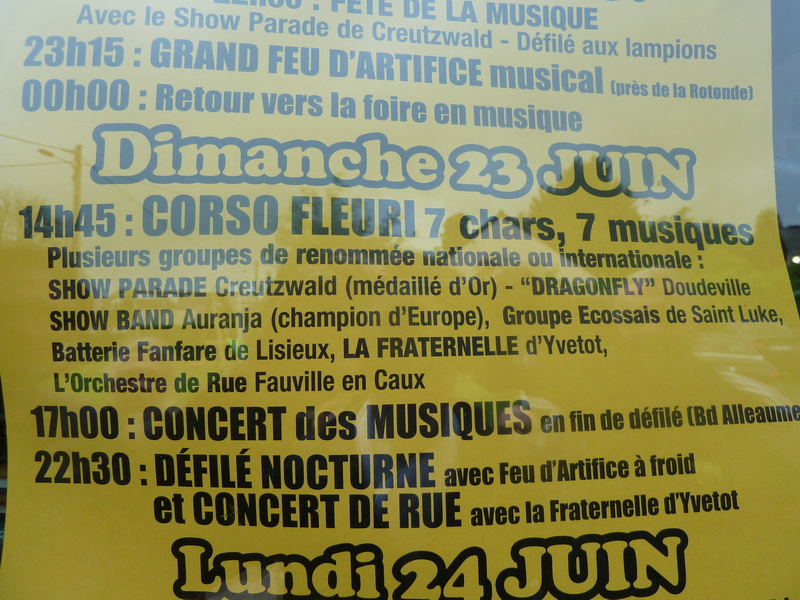 : FÊTE DE LA MUSIQUE
Avec le Show Parade de Creutzwald - Défilé aux lampions
23h15 : GRAND FEU D'ARTIFICE musical (près de la Rotonde)
00h00 : Retour vers la foire en musique
Dimanche 23 JUIN
14h45 : CORSO FLEURI 7 chars, 7 musiques
Plusieurs groupes de renommée nationale ou internationale :
SHOW PARADE Creutzwald (médaillé d'Or) - "DRAGONFLY" Doudeville
SHOW BAND Auranja (champion d'Europe), Groupe Ecossais de Saint Luke,
Batterie Fanfare de Lisieux, LA FRATERNELLE d'Yvetot,
L'Orchestre de Rue Fauville en Caux
17h00 : CONCERT des MUSIQUES en fin de défilé (Bd Alleaume
22h30 : DÉFILÉ NOCTURNE avec Feu d'Artifice à froid
et CONCERT DE RUE avec la Fraternelle d'Yvetot
Lundi 24 JUIN